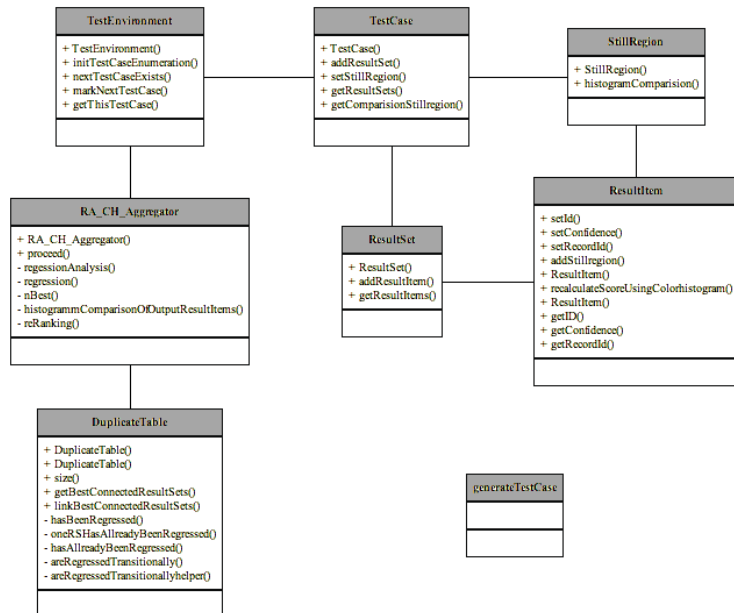 TestEnvironment
+ TestEnvironment()
+ initTestCaseEnumeration()
+ nextTestCaseExists()
+ markNextTestCase()
+ getThisTestCase()
TestCase
+ TestCase()
+ addResultSet()
+ setStillRegion()
+ getResultSets()
+ getComparisionStillregion()
StillRegion
+ StillRegion()
+ histogramComparision()
RA_CH_Aggregator
+ RA_CH_Aggregator()
+ proceed()
- regessionAnalysis()
- regression()
- nBest()
- histogrammComparisonOfOutputResultItems()
- reRanking()
ResultSet
+ ResultSet()
+ addResultItem()
+ getResultItems()
ResultItem
+ setId()
+ setConfidence()
+ setRecordId()
+ addStillregion()
+ ResultItem()
+ recalculateScoreUsingColorhistogram()
+ ResultItem()
+ getID()
+ getConfidence()
+ getRecordId()
DuplicateTable
+ DuplicateTable()
+ DuplicateTable()
+ size()
+ getBestConnectedResultSets()
+ linkBestConnectedResultSets()
- hasBeenRegressed()
- oneRSHasAllreadyBeenRegressed()
- hasAllreadyBeenRegressed()
- areRegressedTransitionally()
- areRegressedTransitionallyhelper()
generateTestCase